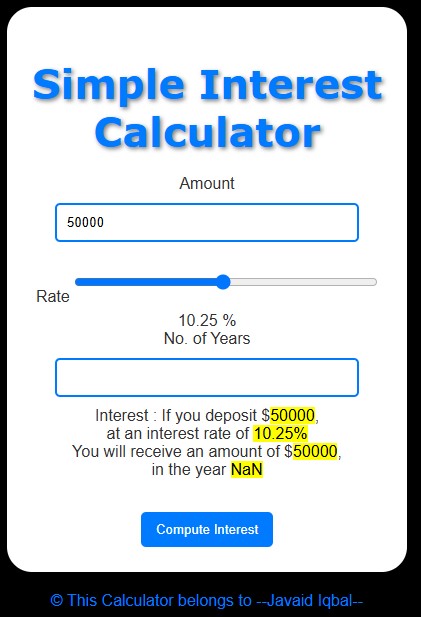 Simple Interest
Calculator
Amount
50000
Rate
10.25 %
No. of Years
Interest : If you deposit $50000,
at an interest rate of 10.25%
You will receive an amount of $50000,
in the year NaN
Compute Interest
© This Calculator belongs to --Javaid Iqbal--